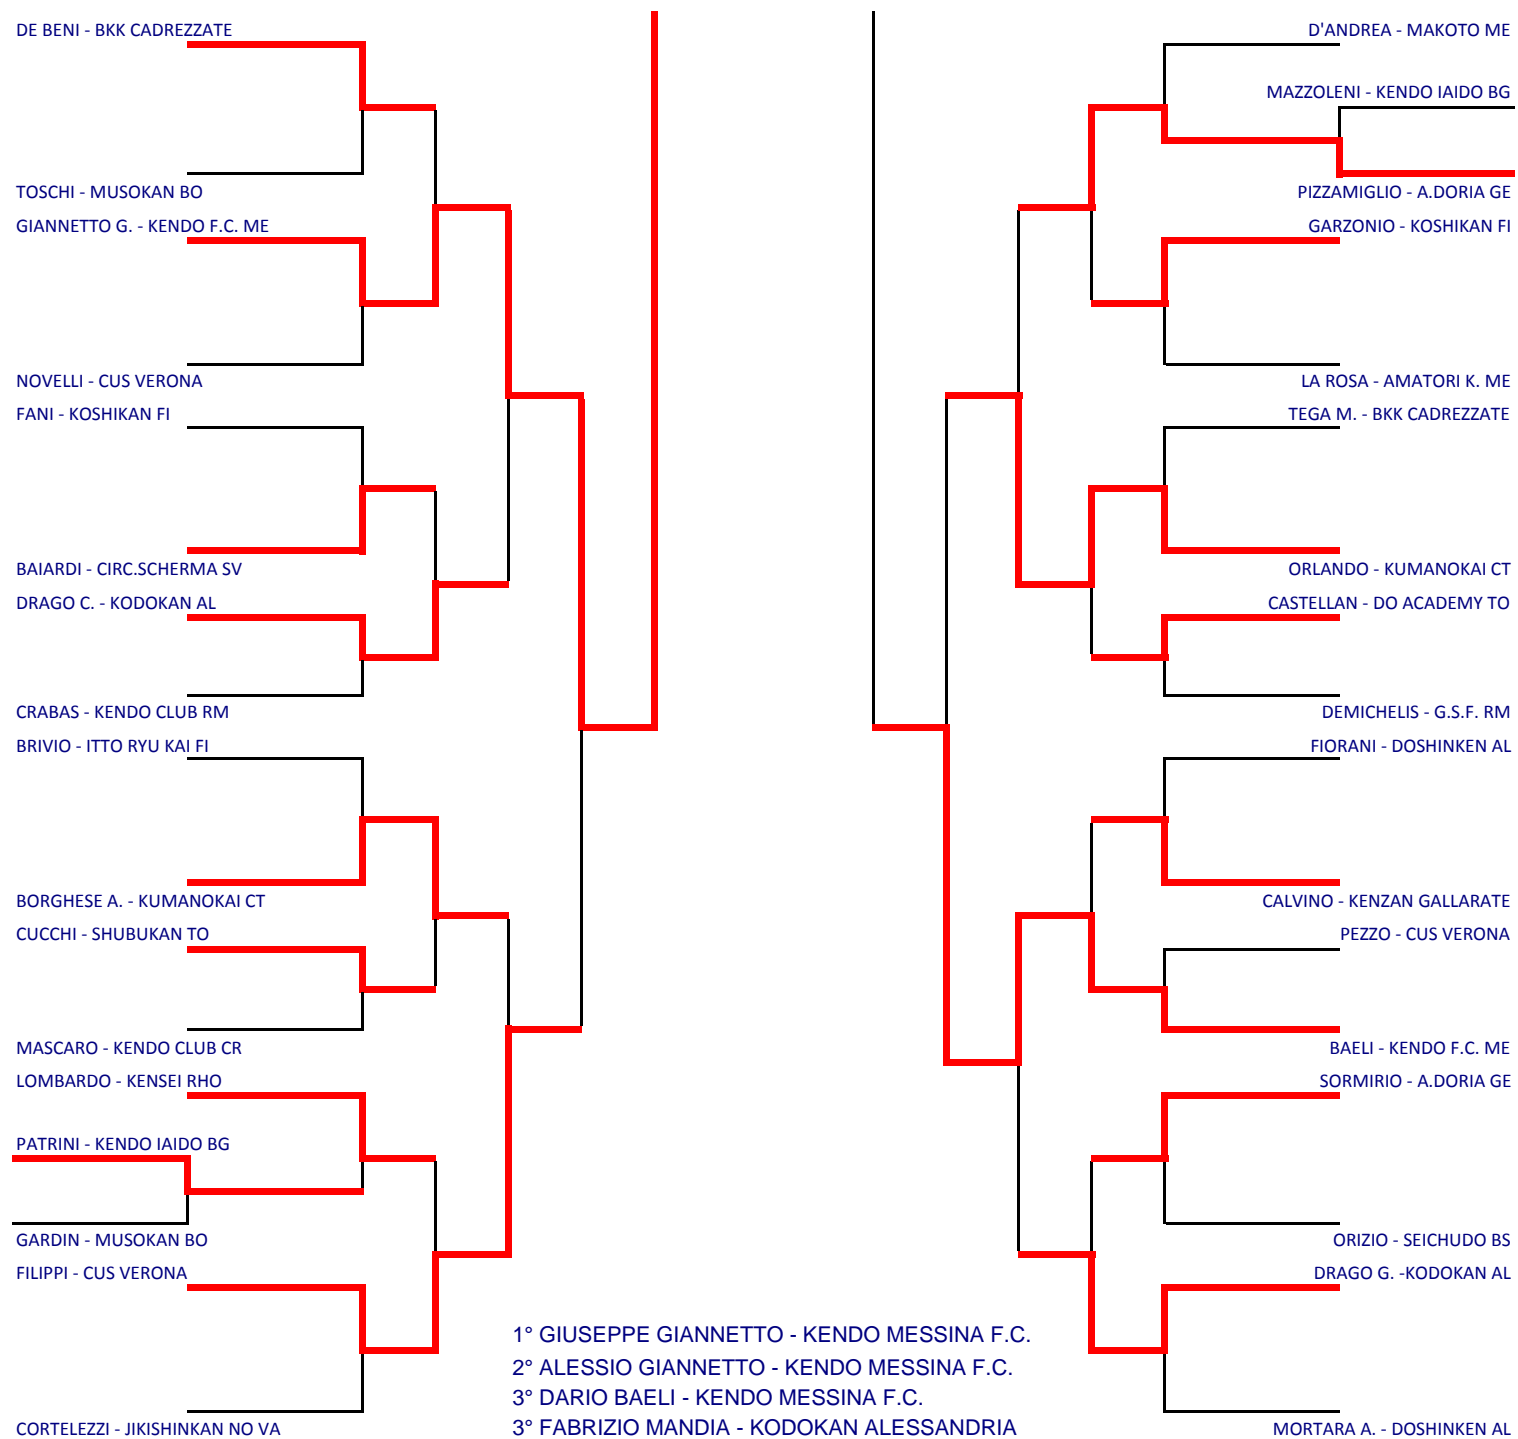 DE BENI - BKK CADREZZATE
TOSCHI - MUSOKAN BO
GIANNETTO G. - KENDO F.C. ME
NOVELLI - CUS VERONA
FANI - KOSHIKAN FI
BAIARDI - CIRC.SCHERMA SV
DRAGO C. - KODOKAN AL
CRABAS - KENDO CLUB RM
BRIVIO - ITTO RYU KAI FI
BORGHESE A. - KUMANOKAI CT
CUCCHI - SHUBUKAN TO
MASCARO - KENDO CLUB CR
LOMBARDO - KENSEI RHO
PATRINI - KENDO IAIDO BG
GARDIN - MUSOKAN BO
FILIPPI - CUS VERONA
CORTELEZZI - JIKISHINKAN NO VA
D'ANDREA - MAKOTO ME
MAZZOLENI - KENDO IAIDO BG
PIZZAMIGLIO - A.DORIA GE
GARZONIO - KOSHIKAN FI
LA ROSA - AMATORI K. ME
TEGA M. - BKK CADREZZATE
ORLANDO - KUMANOKAI CT
CASTELLAN - DO ACADEMY TO
DEMICHELIS - G.S.F. RM
FIORANI - DOSHINKEN AL
CALVINO - KENZAN GALLARATE
PEZZO - CUS VERONA
BAELI - KENDO F.C. ME
SORMIRIO - A.DORIA GE
ORIZIO - SEICHUDO BS
DRAGO G. -KODOKAN AL
MORTARA A. - DOSHINKEN AL
1° GIUSEPPE GIANNETTO - KENDO MESSINA F.C.
2° ALESSIO GIANNETTO - KENDO MESSINA F.C.
3° DARIO BAELI - KENDO MESSINA F.C.
3° FABRIZIO MANDIA - KODOKAN ALESSANDRIA